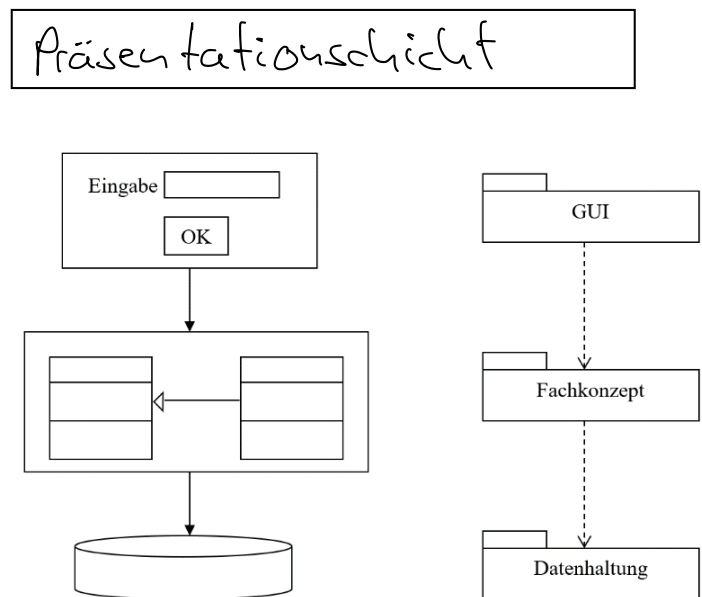 Präsentationschicht
Eingabe
OK
GUI
Fachkonzept
Datenhaltung